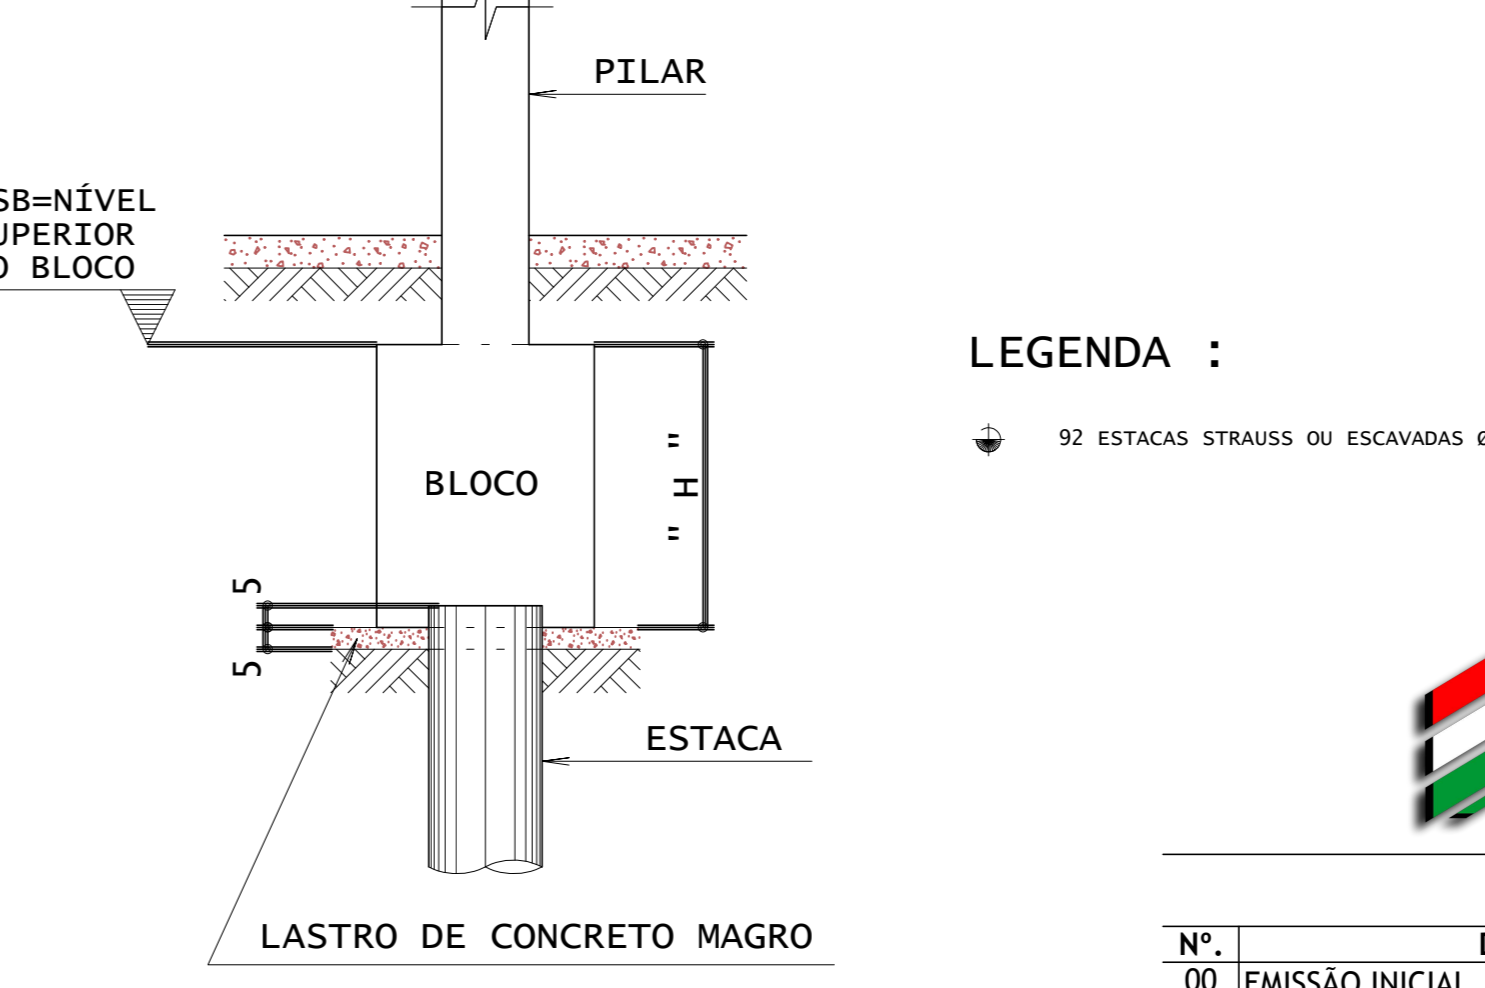 PILAR
SB=NÍVEL
UPERIOR
O BLOCO
LEGENDA :
92 ESTACAS STRAUSS OU ESCAVADAS Ø
" H "
BLOCO
5
5
ESTACA
LASTRO DE CONCRETO MAGRO
Nº.
00 EMISSÃO INICIAL